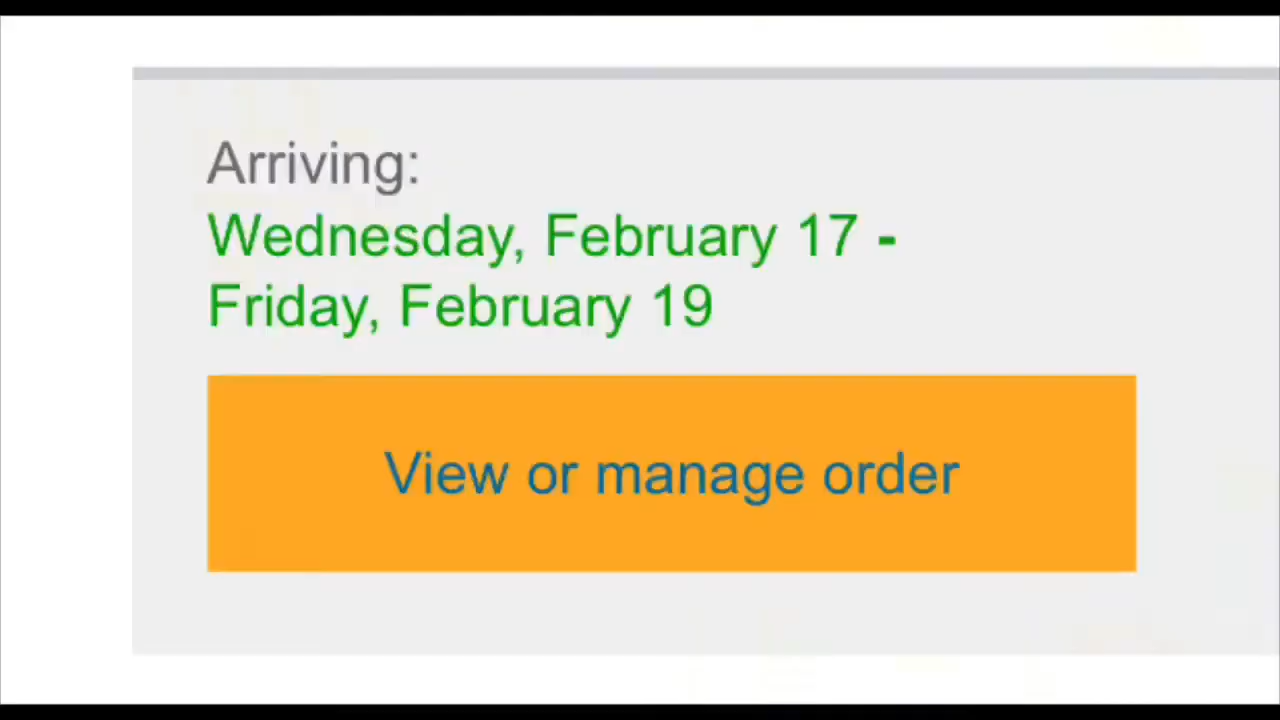 Arriving:
Wednesday, February 17 -
Friday, February 19
View or manage order